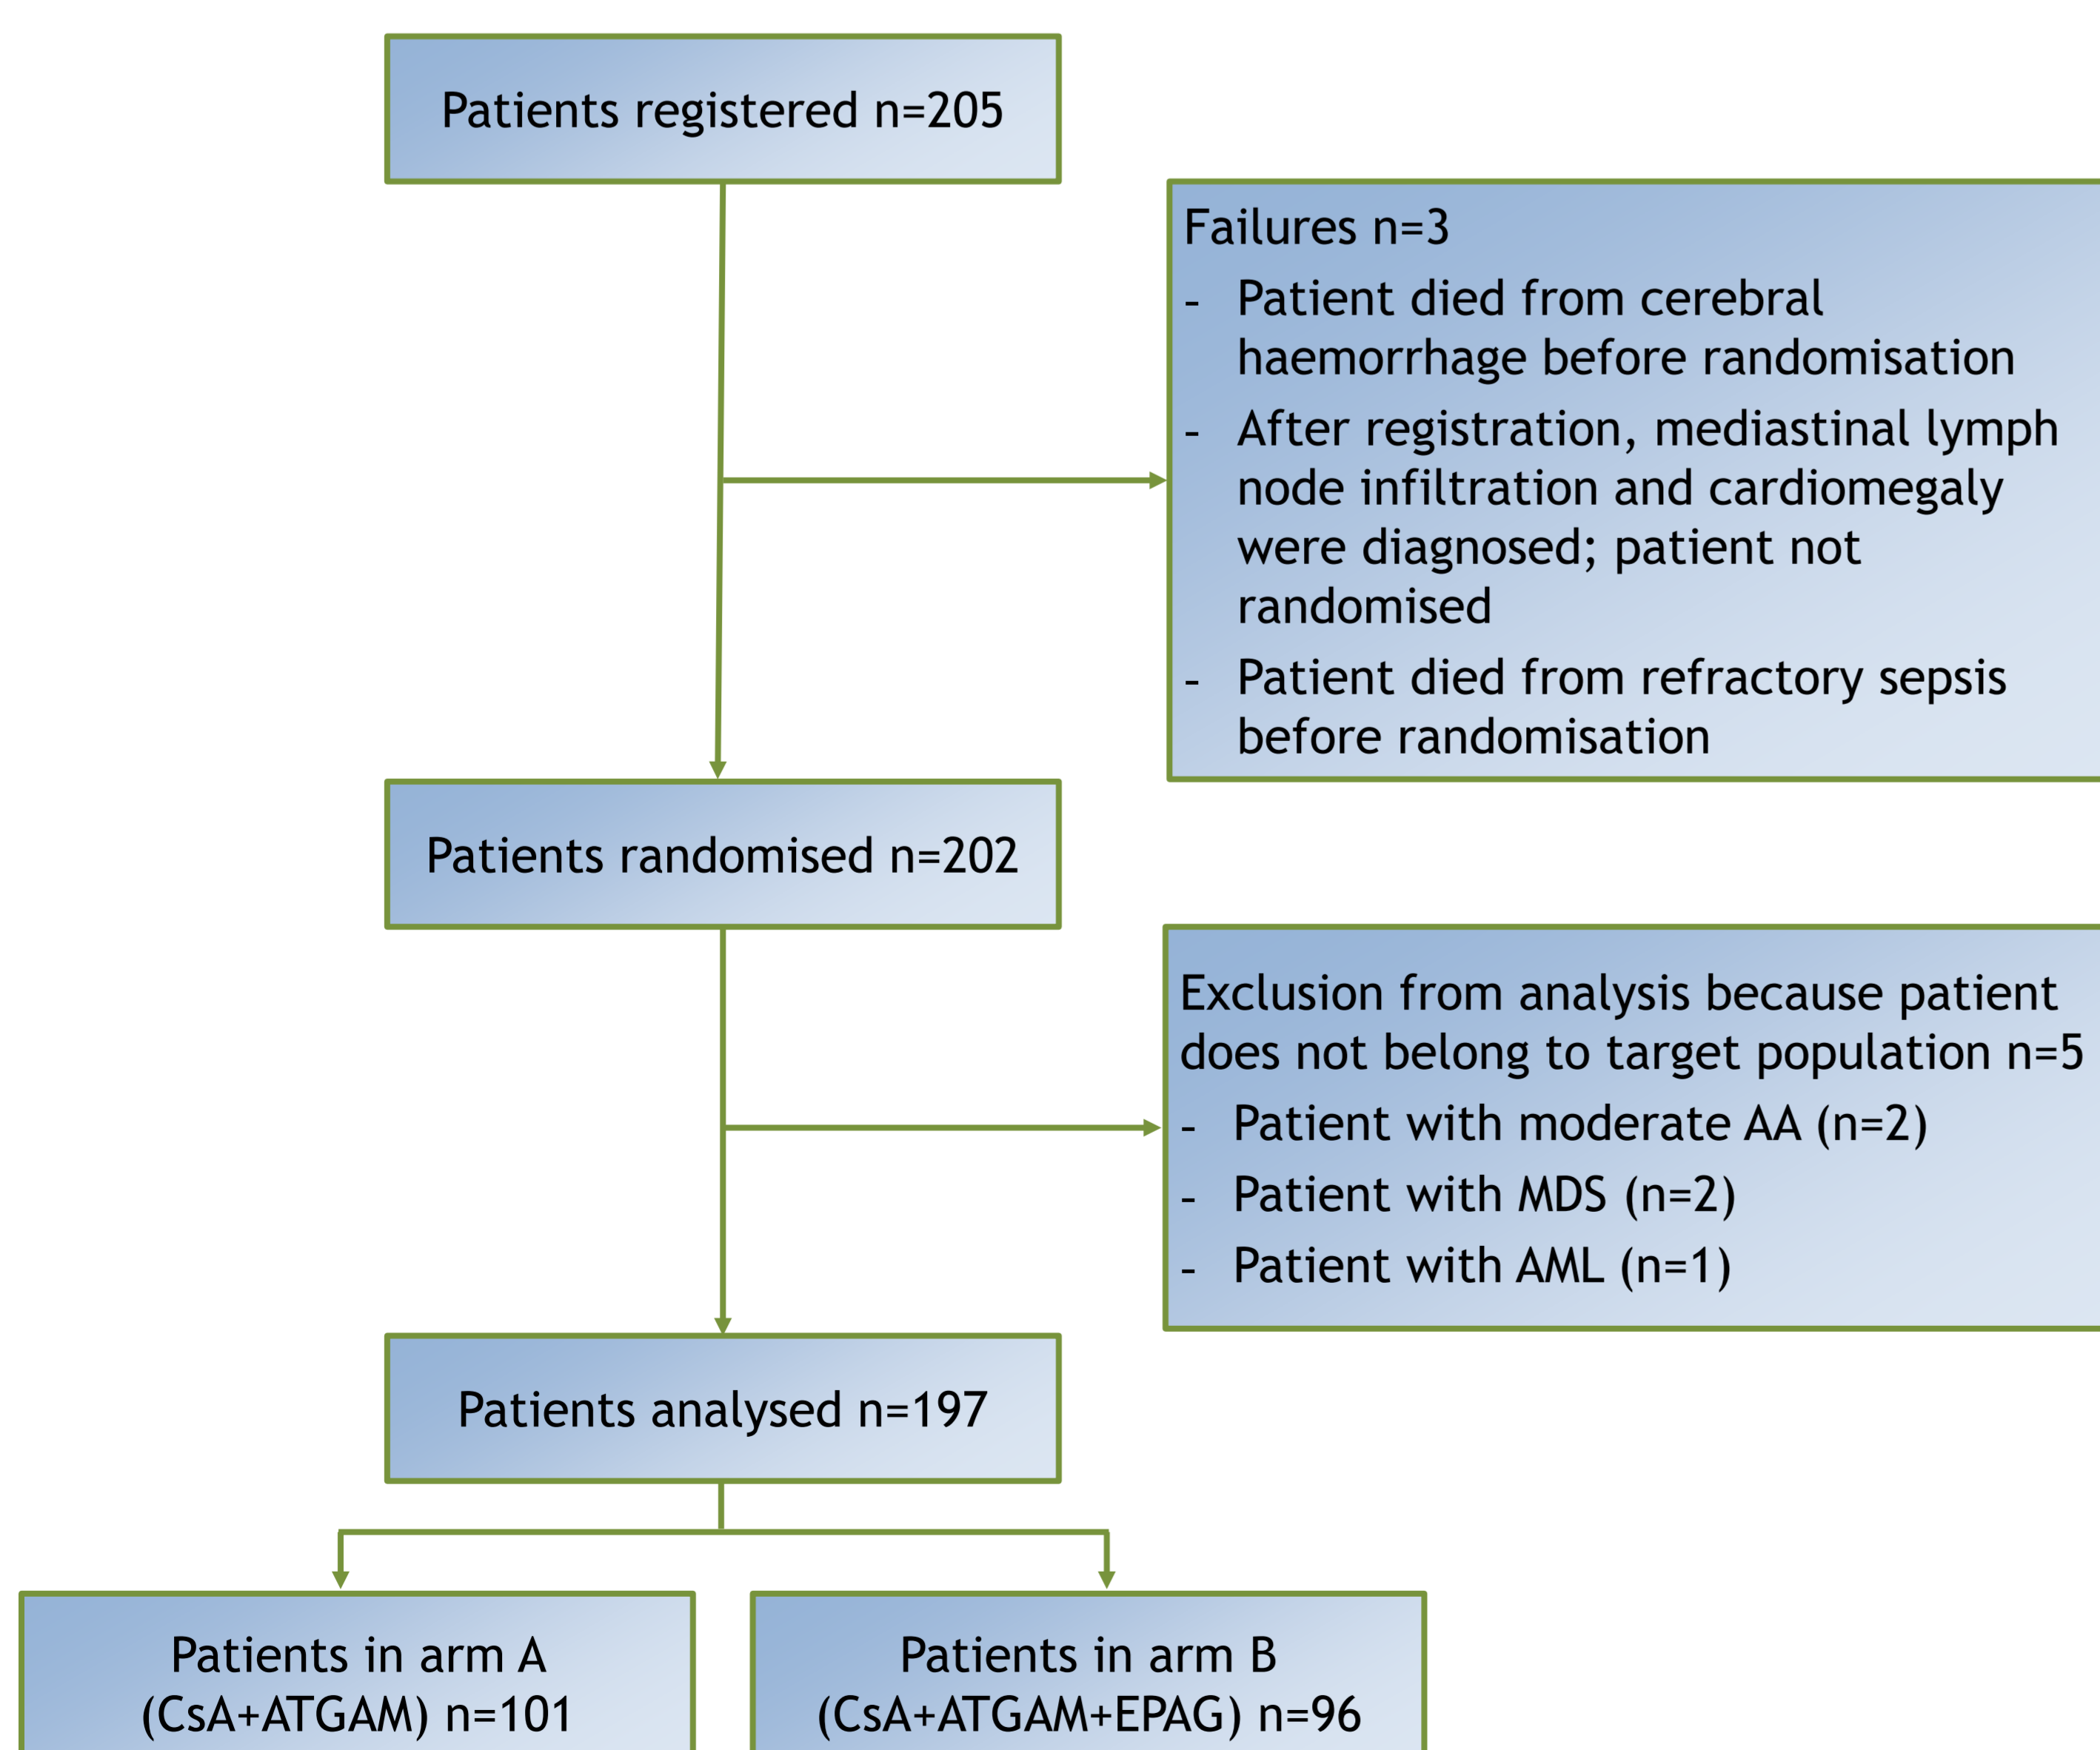 Patients registered n=205
Failures n=3
- Patient died from cerebral
haemorrhage before randomisation
- After registration, mediastinal lymph
node infiltration and cardiomegaly
were diagnosed; patient not
randomised
- Patient died from refractory sepsis
before randomisation
Patients randomised n=202
Exclusion from analysis because patient
does not belong to target population n=5
- Patient with moderate AA (n=2)
- Patient with MDS (n=2)
- Patient with AML (n=1)
Patients analysed n=197
Patients in arm A
(CsA+ATGAM) n=101
Patients in arm B
(CsA+ATGAM+EPAG) n=96